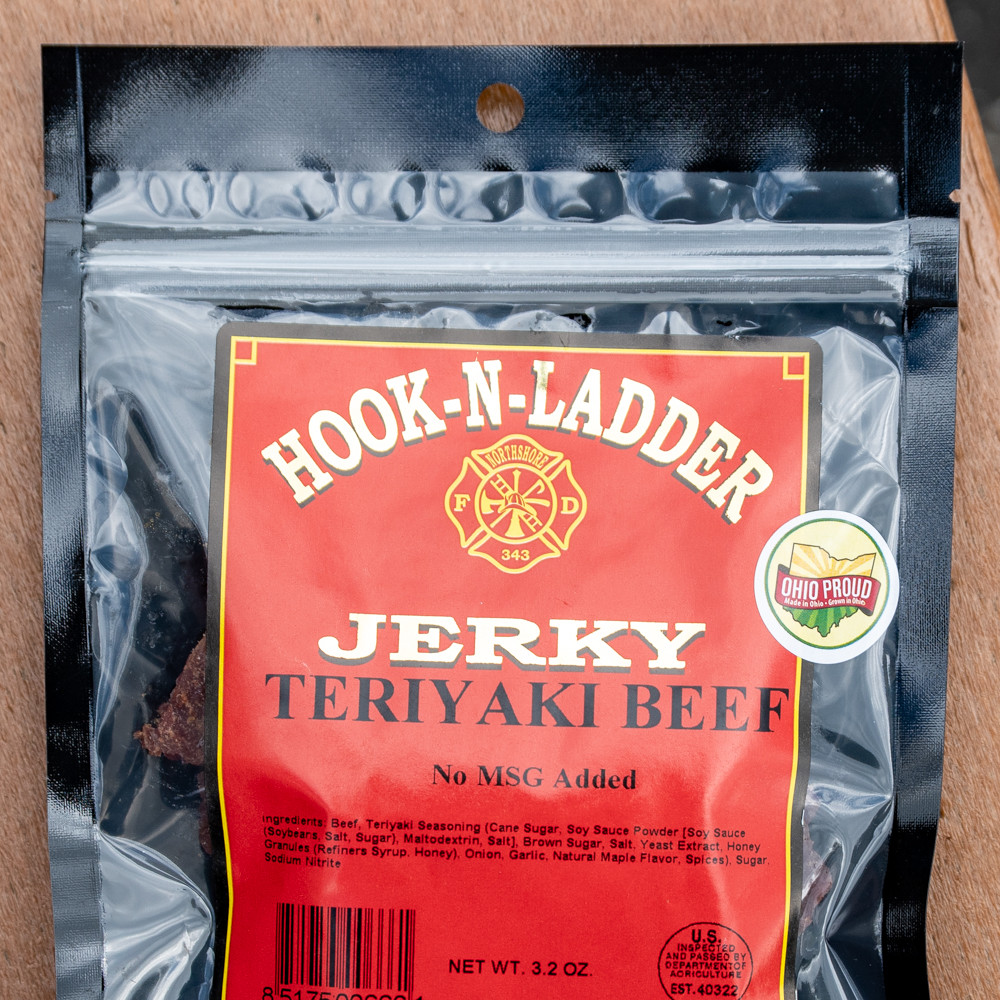 HOOK-N-LADDER
NORTHSHORE
F D
343
OHIO PROUD
Made in Ohio • Grown in Ohio
JERKY
TERIYAKI BEEF
No MSG Added
Ingredients: Beef, Teriyaki Seasoning (Cane Sugar, Soy Sauce Powder [Soy Sauce
(Soybeans, Salt, Sugar), Maltodextrin, Salt], Brown Sugar, Salt, Yeast Extract, Honey
Granules (Refiners Syrup, Honey), Onion, Garlic, Natural Maple Flavor, Spices), Sugar,
Sodium Nitrite
NET WT. 3.2 OZ.
U.S.
INSPECTED
AND PASSED BY
DEPARTMENT OF
AGRICULTURE
EST.40322